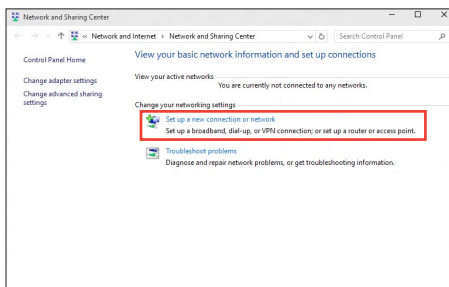 Network and Sharing Center
« Network and Internet › Network and Sharing Center
Search Control Panel
Control Panel Home
Change adapter settings
Change advanced sharing
settings
View your basic network information and set up connections
View your active networks
You are currently not connected to any networks.
Change your networking settings
Set up a new connection or network
Set up a broadband, dial-up, or VPN connection; or set up a router or access point.
Troubleshoot problems
Diagnose and repair network problems, or get troubleshooting information.